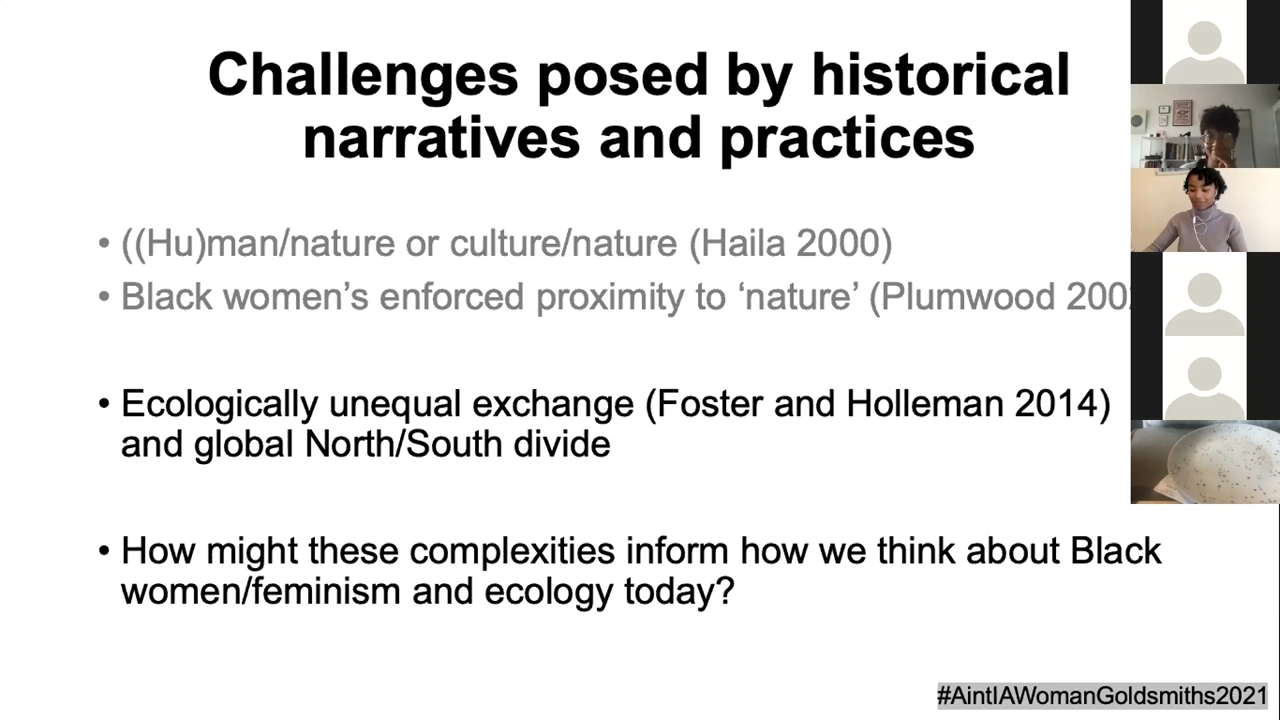 Challenges posed by historical
narratives and practices
• ((Hu)man/nature or culture/nature (Haila 2000)
• Black women’s enforced proximity to ‘nature’ (Plumwood
• Ecologically unequal exchange (Foster and Holleman 2014)
and global North/South divide
• How might these complexities inform how we think about Black
women/feminism and ecology today?
#AintIAWomanGoldsmiths2021